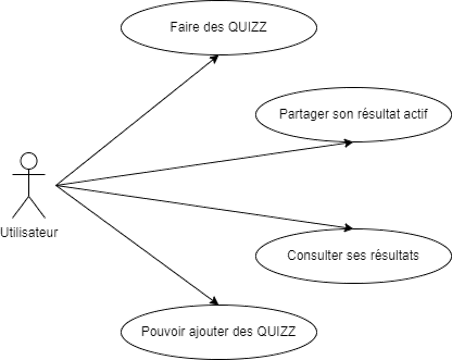 Faire des QUIZZ
Partager son résultat actif
Utilisateur
Consulter ses résultats
Pouvoir ajouter des QUIZZ